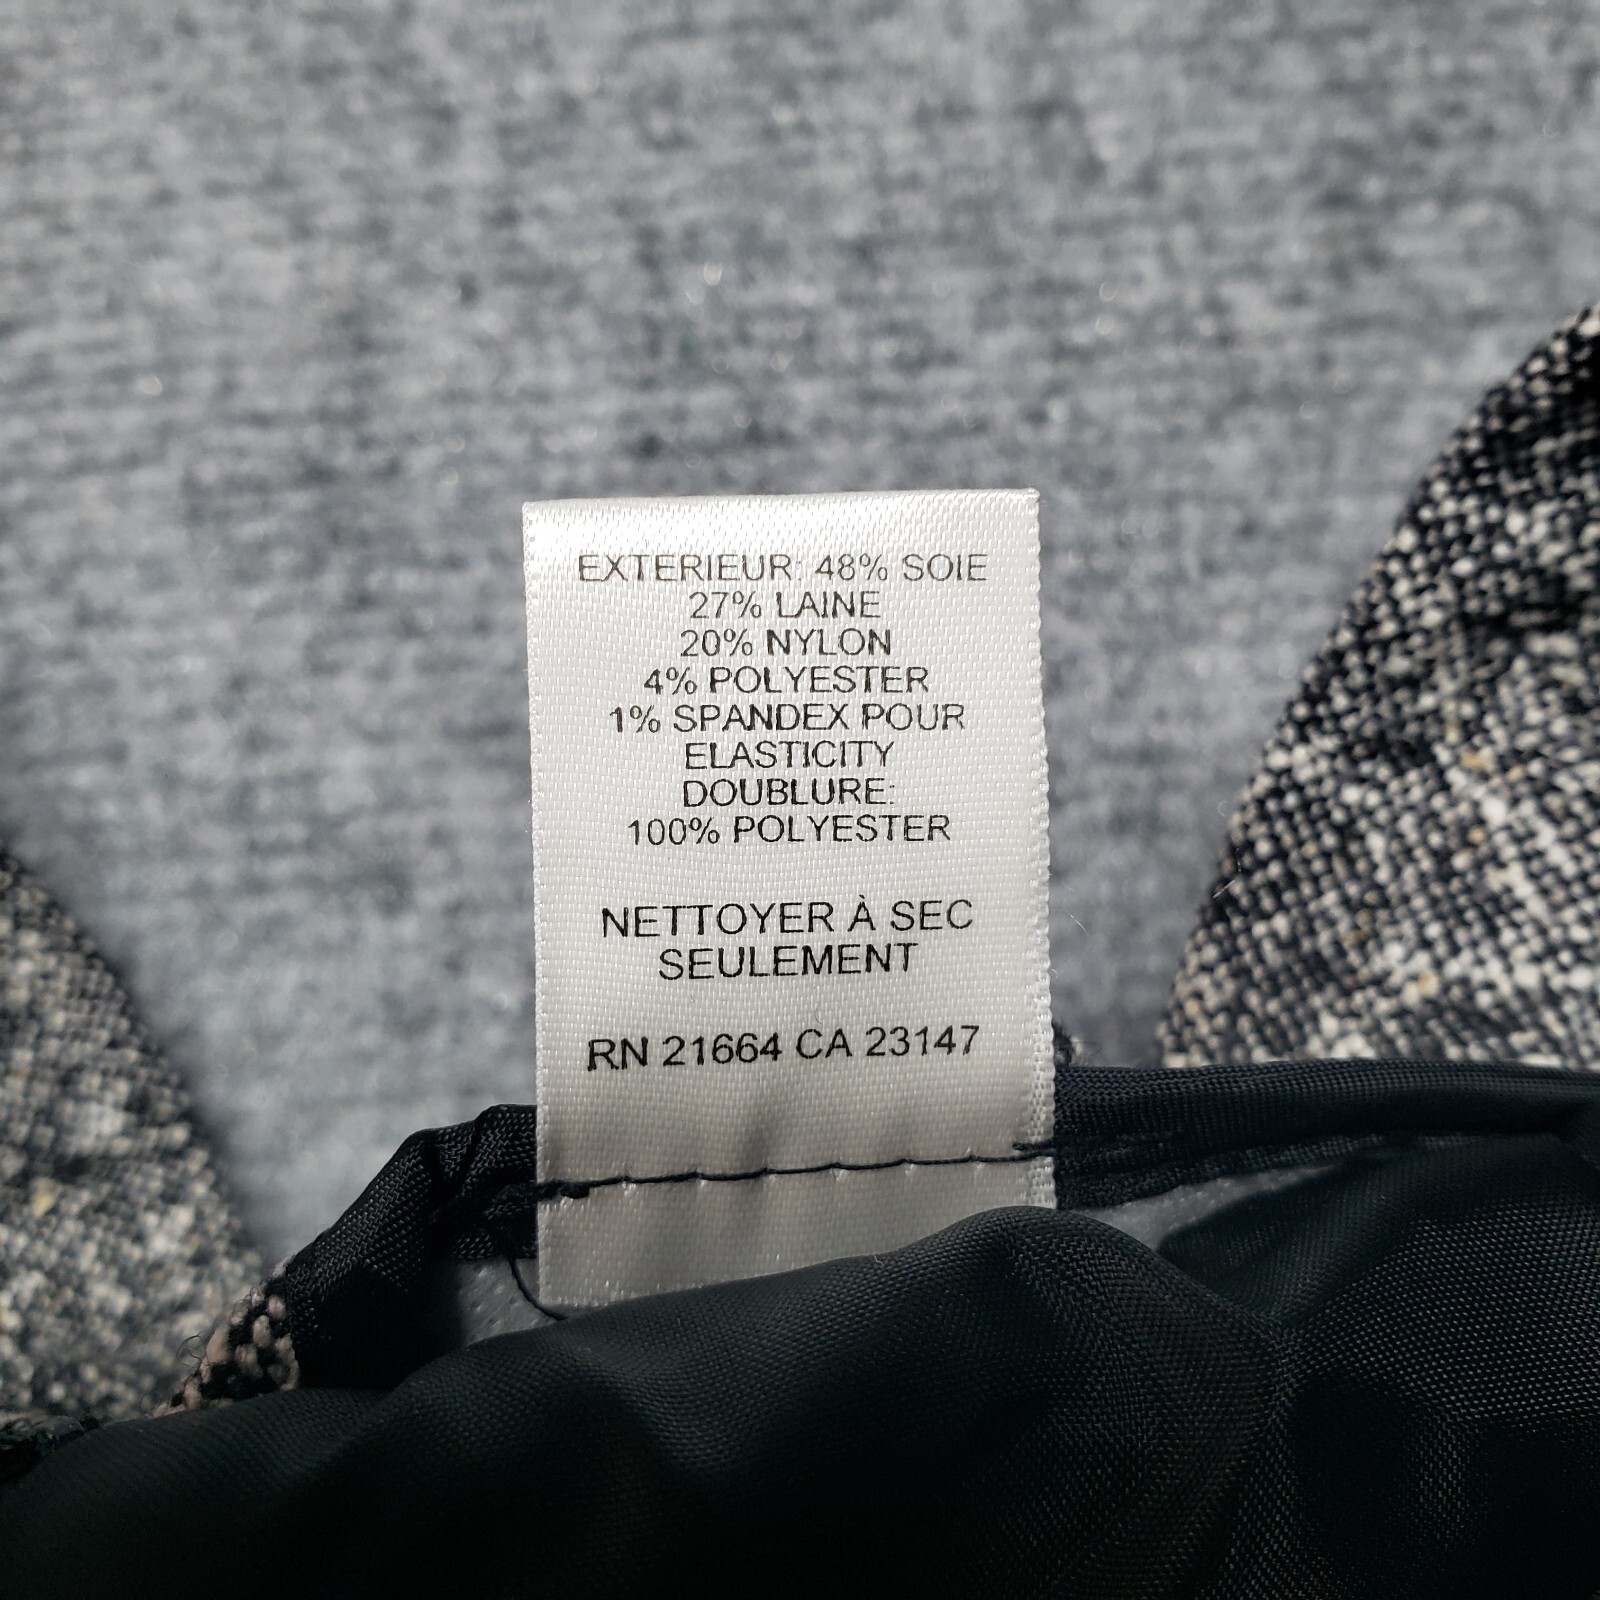 EXTERIEUR: 48% SOIE
27% LAINE
20% NYLON
4% POLYESTER
1% SPANDEX POUR
ELASTICITY
DOUBLURE:
100% POLYESTER
NETTOYER À SEC
SEULEMENT
RN 21664 CA 23147